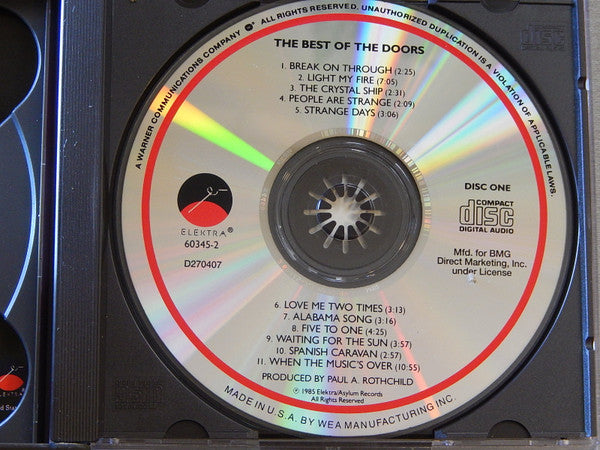 A WARNER COMMUNICATIONS COMPANY ALL RIGHTS RESERVED. UNAUTHORIZED DUPLICATION IS A VIOLATION OF APPLICABLE LAWS.
THE BEST OF THE DOORS
1. BREAK ON THROUGH (2:25)
2. LIGHT MY FIRE (7:05)
3. THE CRYSTAL SHIP (2:31)
4. PEOPLE ARE STRANGE (2:09)
5. STRANGE DAYS (3:06)
ELEKTRA®
60345-2
D270407
DISC ONE
COMPACT
disc
DIGITAL AUDIO
Mfd. for BMG
Direct Marketing, Inc.
under License
6. LOVE ME TWO TIMES (3:13)
7. ALABAMA SONG (3:16)
8. FIVE TO ONE (4:25)
9. WAITING FOR THE SUN (3:57)
10. SPANISH CARAVAN (2:57)
11. WHEN THE MUSIC'S OVER (10:55)
PRODUCED BY PAUL A. ROTHCHILD
℗ 1985 Elektra/Asylum Records
All Rights Reserved
MADE IN U.S.A. BY WEA MANUFACTURING INC.
disc
ELEKTRA